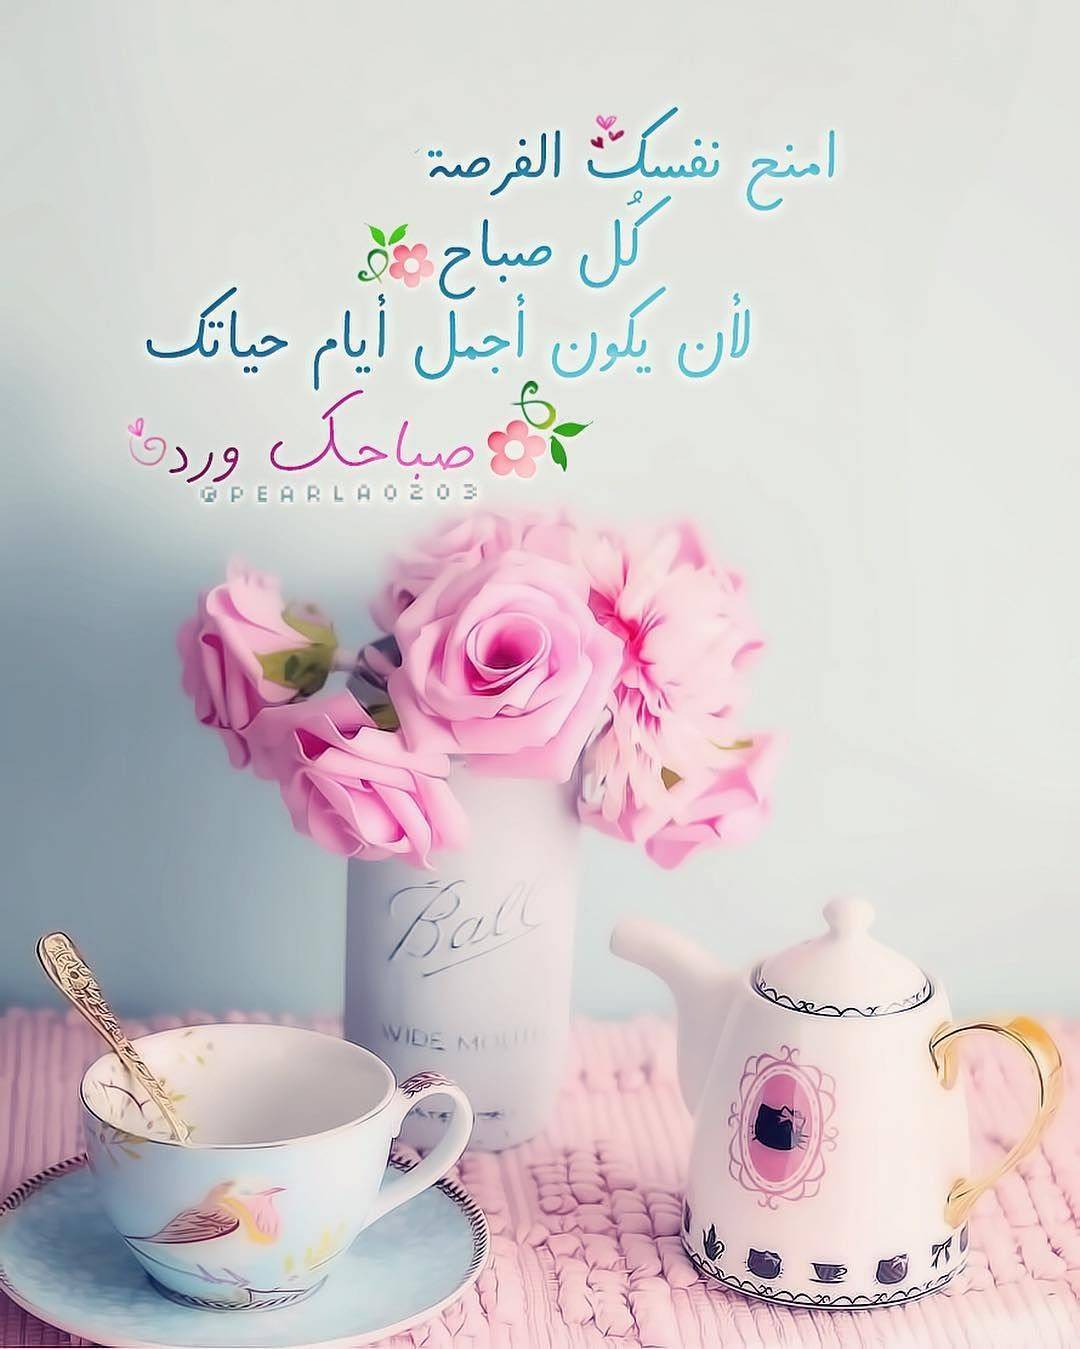 امنح نفسك الفرصة
كُل صباح
لأن يكون أجمل أيام حياتك
صباحك ورد
@PEARLA0203
Ball
WIDE MOUTH